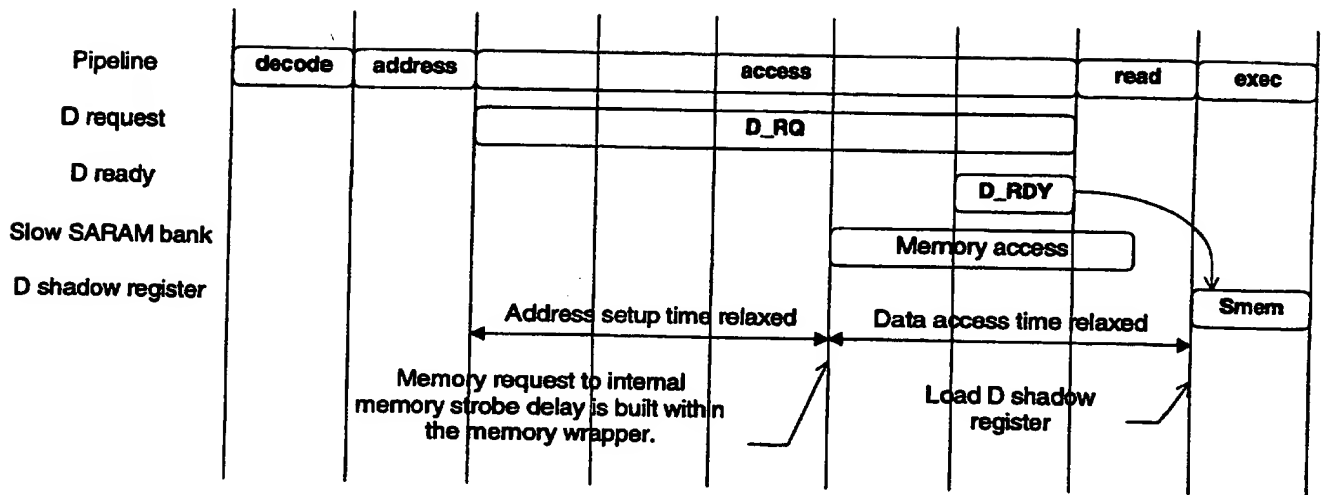 Pipeline decode address access read exec
D request D_RQ
D ready D_RDY
Slow SARAM bank Memory access
D shadow register Smem
Address setup time relaxed Data access time relaxed
Memory request to internal
memory strobe delay is built within
the memory wrapper.
Load D shadow
register